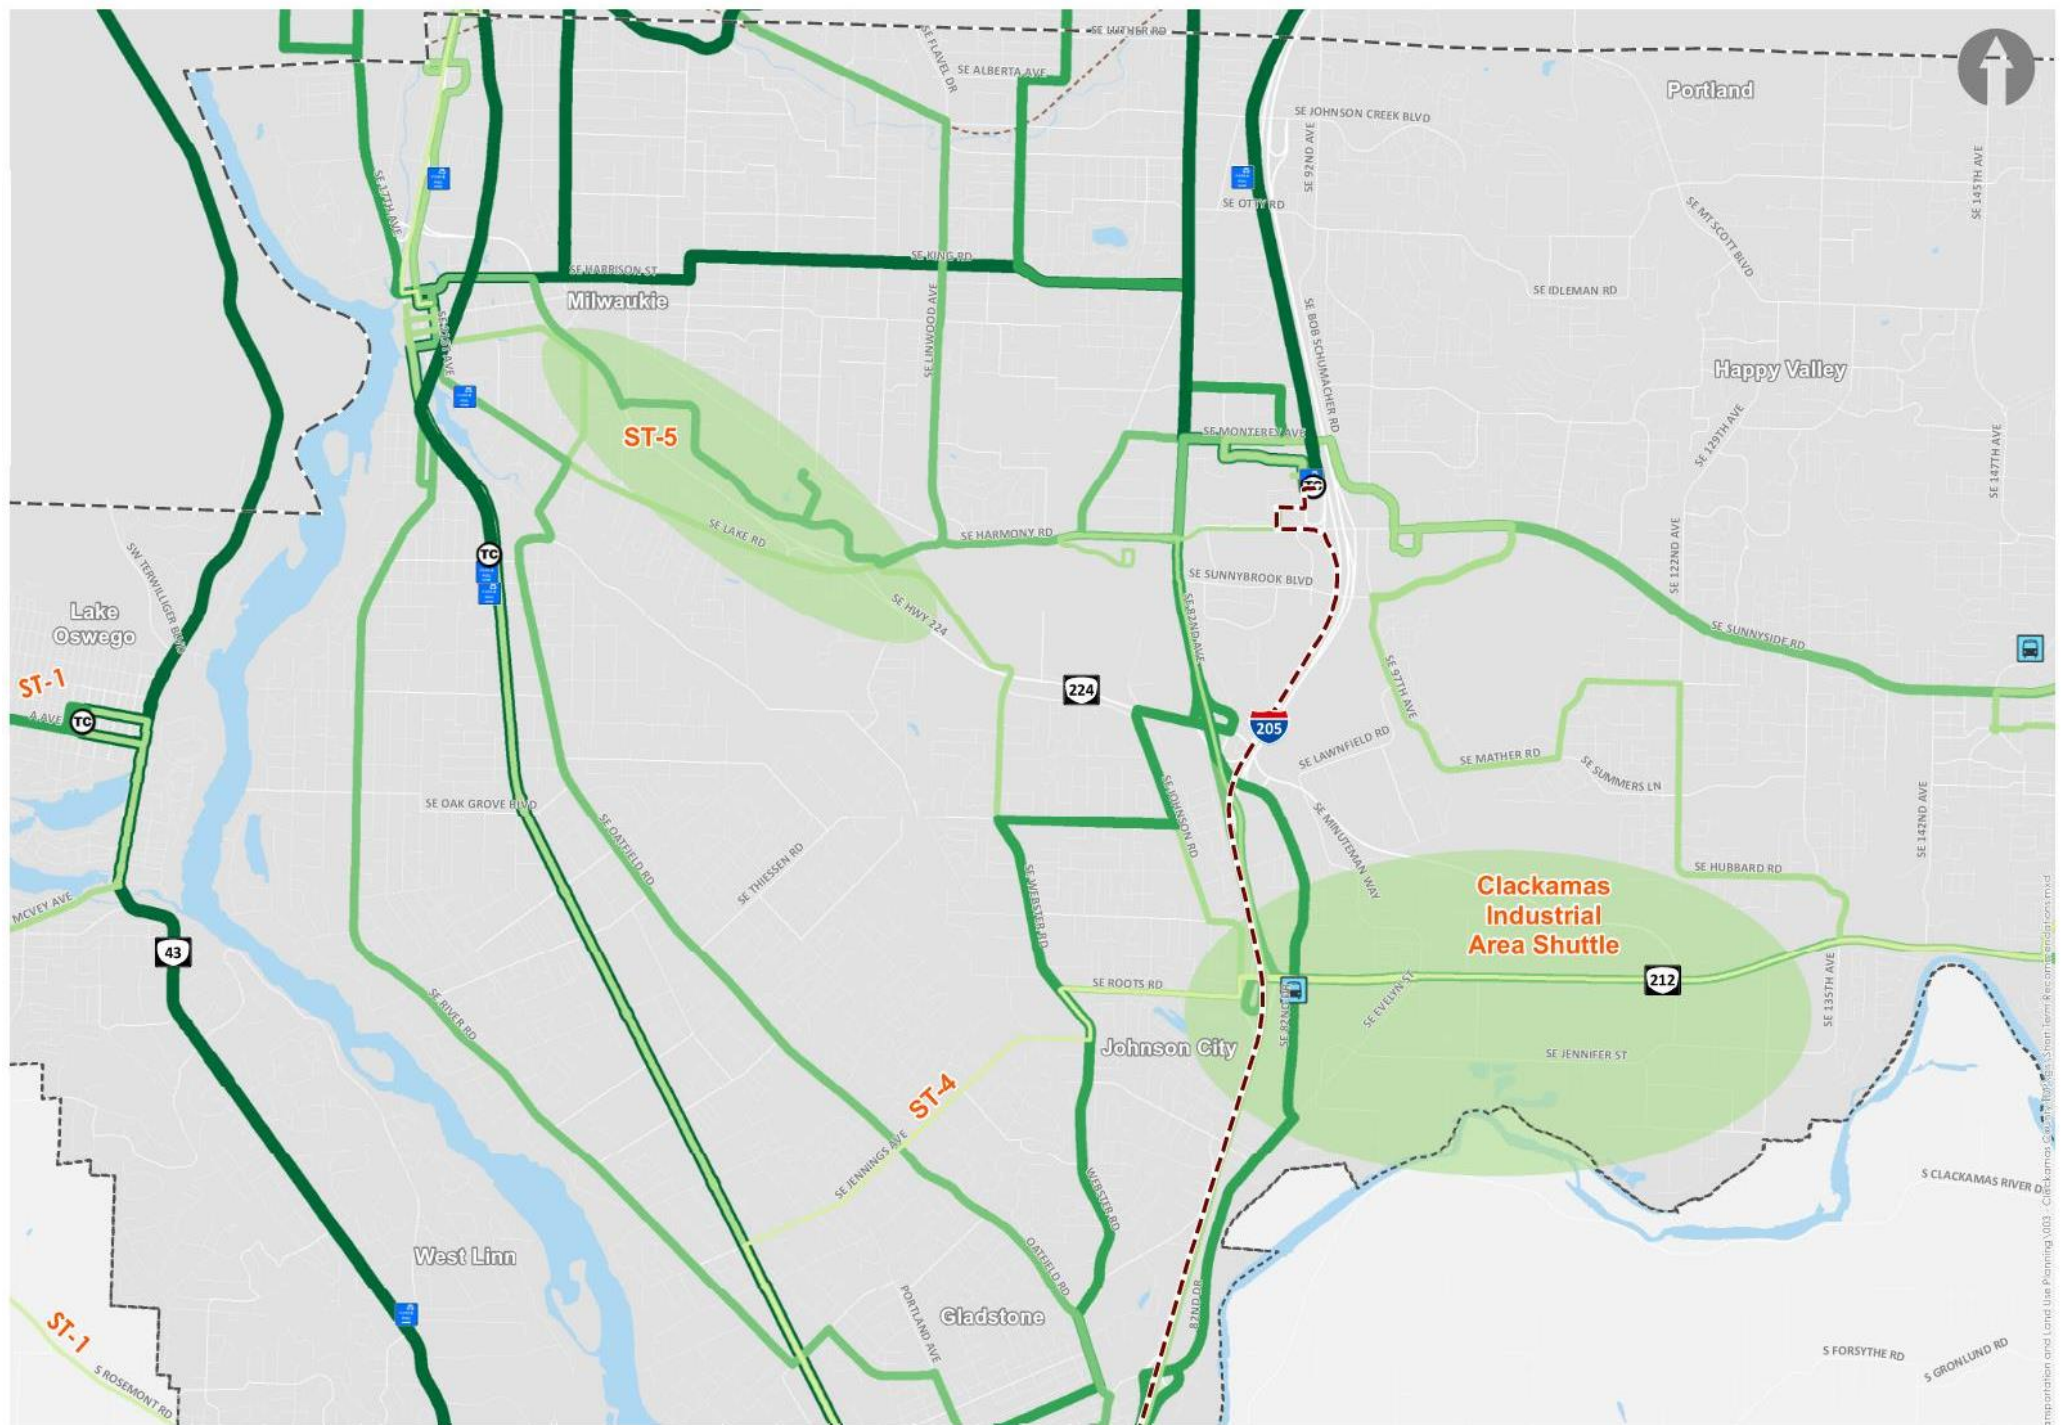 SE LUTHER RD
SE FLAVEL DR
SE ALBERTA AVE
Portland
SE JOHNSON CREEK BLVD
SE 92ND AVE
SE 145TH AVE
SE 17TH AVE
SE OTTY RD
SE MT SCOTT BLVD
SE KING RD
SE HARRISON ST
Milwaukie
SE IDLEMAN RD
SE LINWOOD AVE
SE BOB SCHUMACHER RD
Happy Valley
SE 129TH AVE
SE 147TH AVE
ST-5
SE MONTEREY AVE
TC
SE LAKE RD
SE HARMONY RD
SE 122ND AVE
TC
SW TERWILLIGER BLVD
SE SUNNYBROOK BLVD
Lake
Oswego
SE HWY 224
SE 82ND AVE
SE SUNNYSIDE RD
ST-1
224
SE 97TH AVE
A AVE
TC
205
SE LAWNFIELD RD
SE MATHER RD
SE SUMMERS LN
SE OAK GROVE BLVD
SE JOHNSON RD
SE MINUTEMAN WAY
SE 142ND AVE
SE OATFIELD RD
SE THIESSEN RD
SE WEBSTER RD
SE HUBBARD RD
MCVEY AVE
Clackamas
Industrial
Area Shuttle
43
212
SE ROOTS RD
SE EVELYN ST
SE 135TH AVE
SE RIVER RD
SE 82ND DR
Johnson City
SE JENNIFER ST
ST-4
SE JENNINGS AVE
WEBSTER RD
S CLACKAMAS RIVER D
West Linn
OATFIELD RD
82ND DR
PORTLAND AVE
Gladstone
ST-1
S ROSEMONT RD
S FORSYTHE RD
S GRONLUND RD